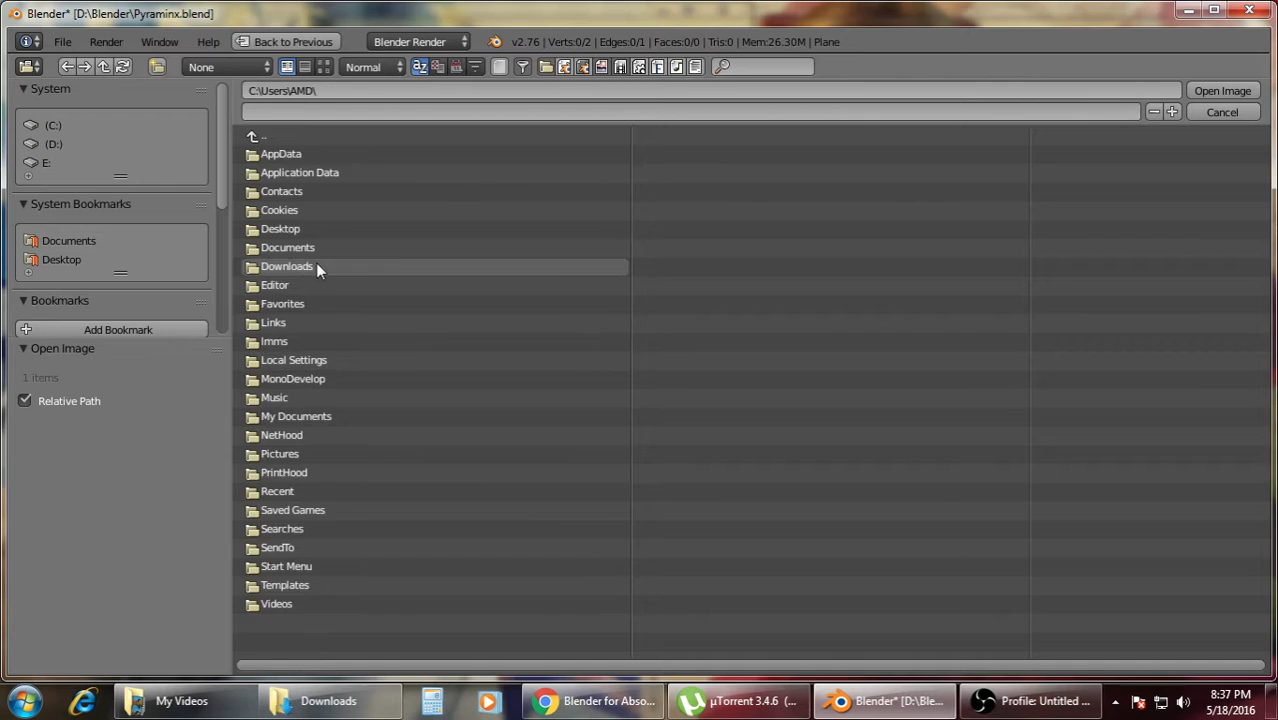 Blender* [D:\Blender\Pyraminx.blend]
File Render Window Help Back to Previous Blender Render v2.76 | Verts:0/2 | Edges:0/1 | Faces:0/0 | Tris:0 | Mem:26.30M | Plane
None Normal
System
C:\Users\AMD\ Open Image
Cancel
(C:)
(D:)
E:
System Bookmarks
Documents
Desktop
Bookmarks
Add Bookmark
Open Image
1 items
Relative Path
..
AppData
Application Data
Contacts
Cookies
Desktop
Documents
Downloads
Editor
Favorites
Links
lmms
Local Settings
MonoDevelop
Music
My Documents
NetHood
Pictures
PrintHood
Recent
Saved Games
Searches
SendTo
Start Menu
Templates
Videos
My Videos Downloads Blender for Abso... µTorrent 3.4.6 (... Blender* [D:\Ble... Profile: Untitled ... 8:37 PM
5/18/2016